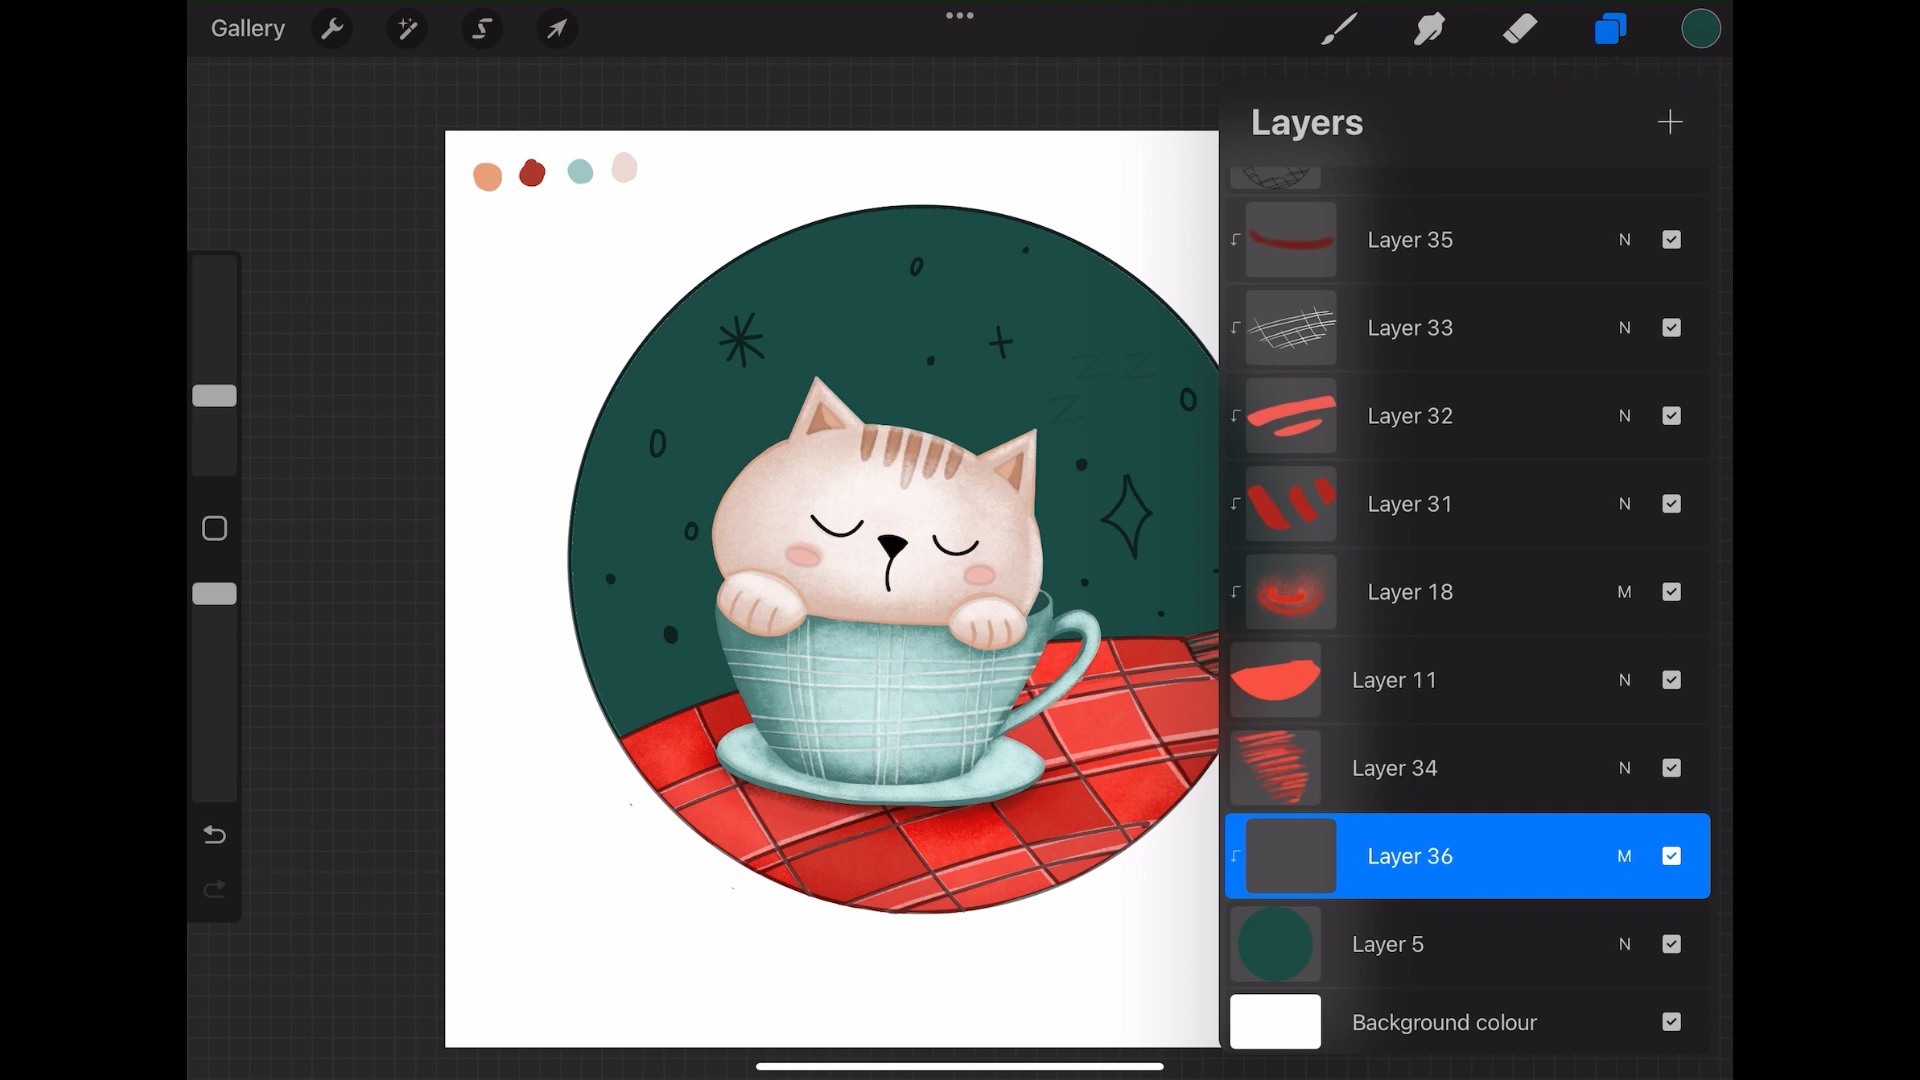 Gallery
Layers
Layer 35 N
Layer 33 N
Layer 32 N
Layer 31 N
Layer 18 M
Layer 11 N
Layer 34 N
Layer 36 M
Layer 5 N
Background colour
z z
z